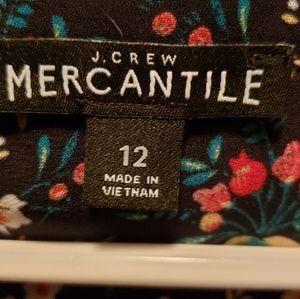 J.CREW
MERCANTILE
12
MADE IN
VIETNAM